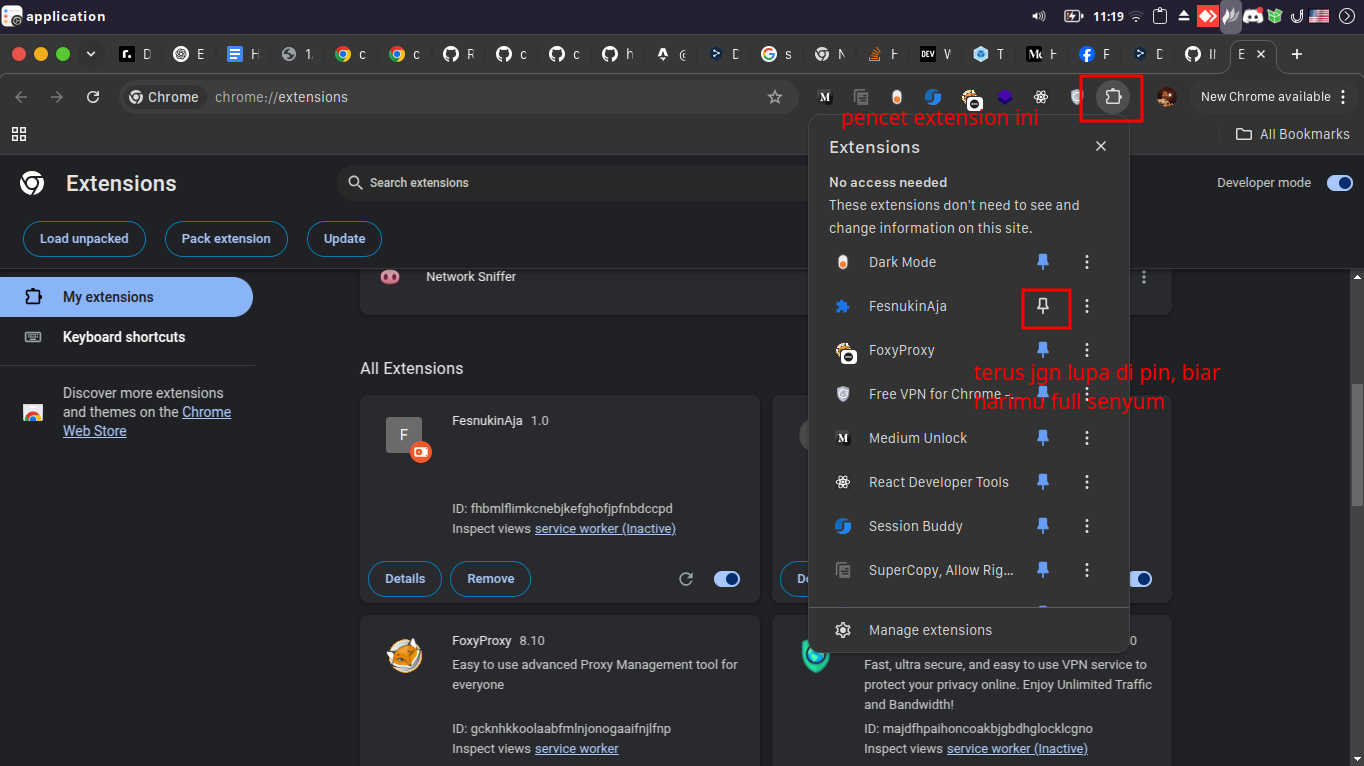 application
11:19
D
E
H
1.
c
c
R
c
c
h
@
D
s
N
H
W
T
H
F
D
E
Chrome
chrome://extensions
New Chrome available
pencet extension ini
All Bookmarks
Extensions
Search extensions
Developer mode
Load unpacked
Pack extension
Update
My extensions
Keyboard shortcuts
Discover more extensions
and themes on the Chrome
Web Store
Network Sniffer
All Extensions
F
FesnukinAja 1.0
ID: fhbmlflimkcnebjkefghofjpfnbdccpd
Inspect views service worker (Inactive)
Details
Remove
FoxyProxy 8.10
Easy to use advanced Proxy Management tool for
everyone
ID: gcknhkkoolaabfmlnjonogaaifnjlfnp
Inspect views service worker
Extensions
No access needed
These extensions don't need to see and
change information on this site.
Dark Mode
FesnukinAja
FoxyProxy
terus jgn lupa di pin, biar
harimu full senyum
Free VPN for Chrome -...
Medium Unlock
React Developer Tools
Session Buddy
SuperCopy, Allow Rig...
Manage extensions
Fast, ultra secure, and easy to use VPN service to
protect your privacy online. Enjoy Unlimited Traffic
and Bandwidth!
ID: majdfhpaihoncoakbjgbdhglocklcgno
Inspect views service worker (Inactive)